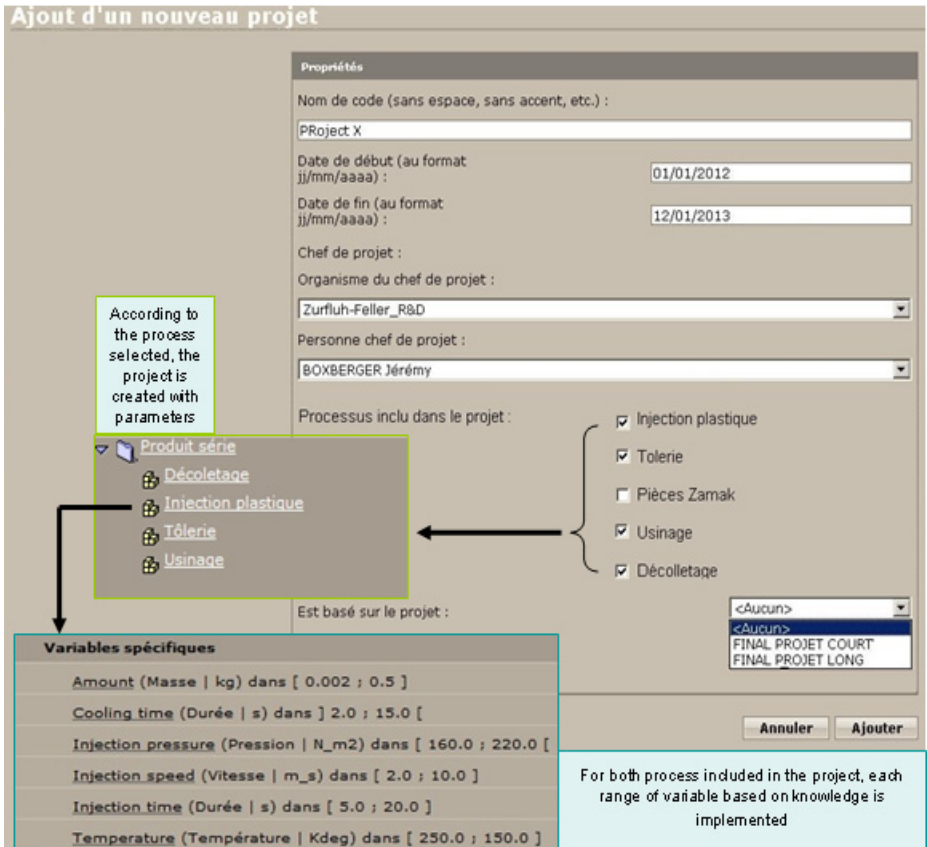 Ajout d'un nouveau projet
Propriétés
Nom de code (sans espace, sans accent, etc.) :
PRoject X
Date de début (au format
jj/mm/aaaa) :
01/01/2012
Date de fin (au format
jj/mm/aaaa) :
12/01/2013
Chef de projet :
Organisme du chef de projet :
Zurfluh-Feller_R&D
Personne chef de projet :
BOXBERGER Jérémy
According to
the process
selected, the
project is
created with
parameters
Processus inclu dans le projet :
Injection plastique
Tolerie
Pièces Zamak
Usinage
Décolletage
Produit série
Décoletage
Injection plastique
Tôlerie
Usinage
Est basé sur le projet :
<Aucun>
<Aucun>
FINAL PROJET COURT
FINAL PROJET LONG
Variables spécifiques
Amount (Masse | kg) dans [ 0.002 ; 0.5 ]
Cooling time (Durée | s) dans ] 2.0 ; 15.0 [
Injection pressure (Pression | N_m2) dans [ 160.0 ; 220.0 [
Injection speed (Vitesse | m_s) dans [ 2.0 ; 10.0 ]
Injection time (Durée | s) dans [ 5.0 ; 20.0 ]
Temperature (Température | Kdeg) dans [ 250.0 ; 150.0 ]
Annuler
Ajouter
For both process included in the project, each
range of variable based on knowledge is
implemented